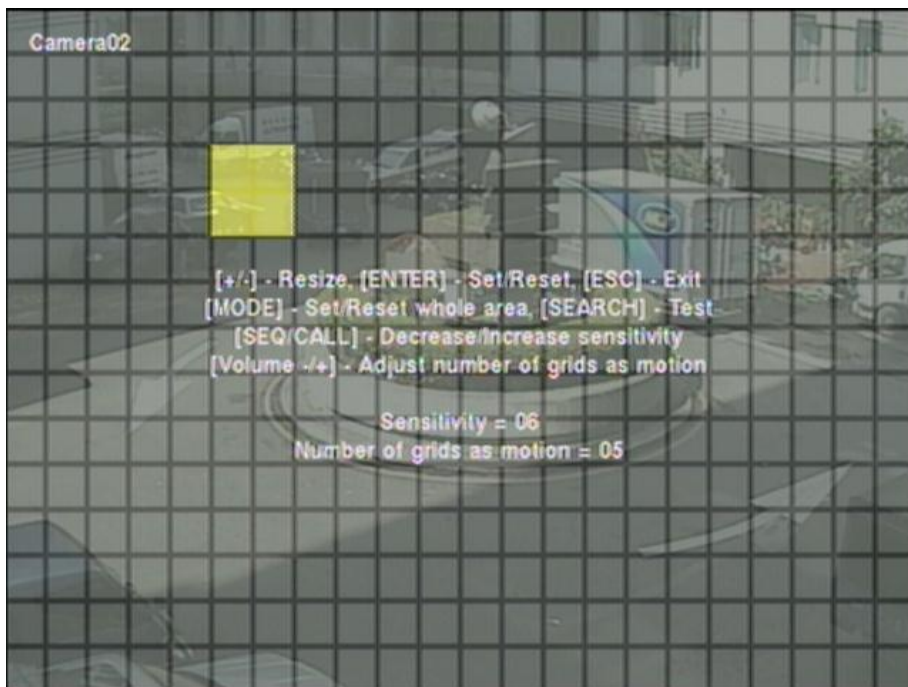 Camera02
[+/-] - Resize, [ENTER] - Set/Reset, [ESC] - Exit
[MODE] - Set/Reset whole area, [SEARCH] - Test
[SEQ/CALL] - Decrease/Increase sensitivity
[Volume -/+] - Adjust number of grids as motion
Sensitivity = 06
Number of grids as motion = 05